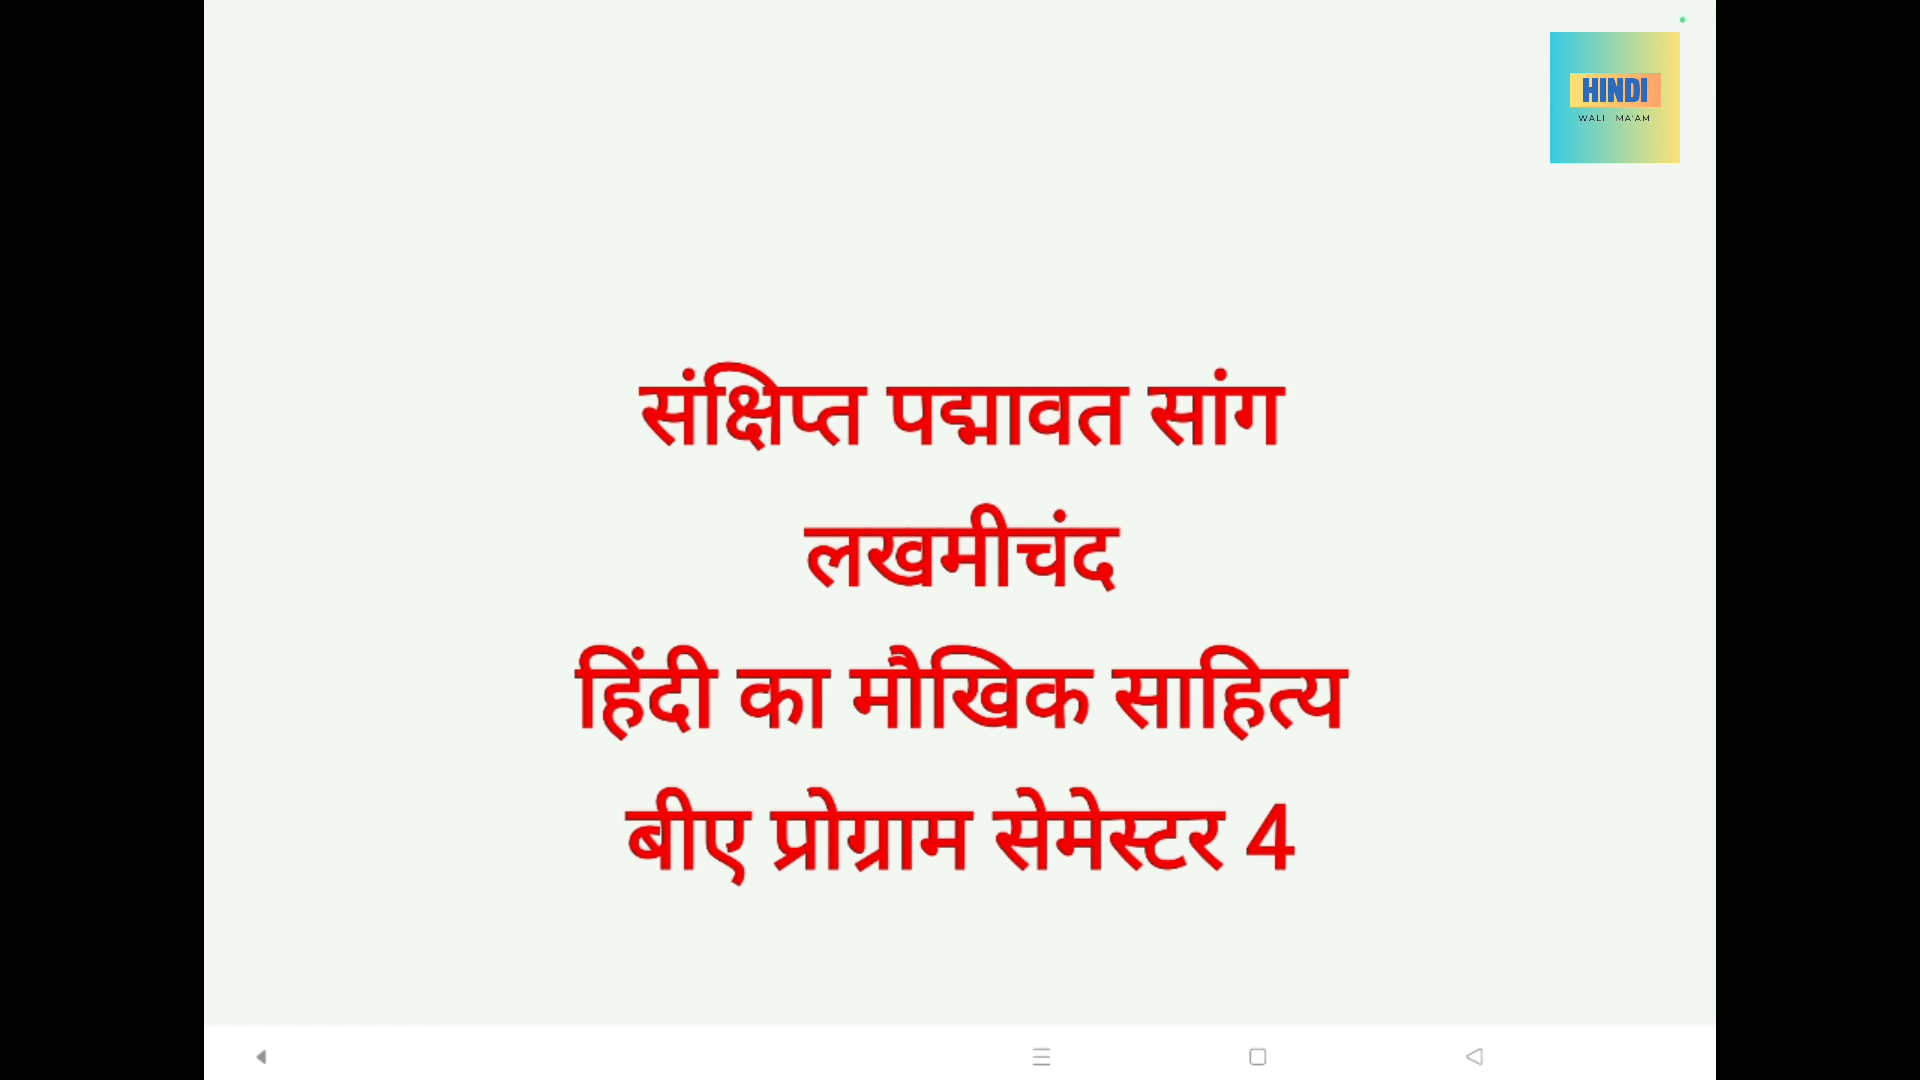 HINDI
WALI MA'AM
संक्षिप्त पद्मावत सांग
लखमीचंद
हिंदी का मौखिक साहित्य
बीए प्रोग्राम सेमेस्टर 4